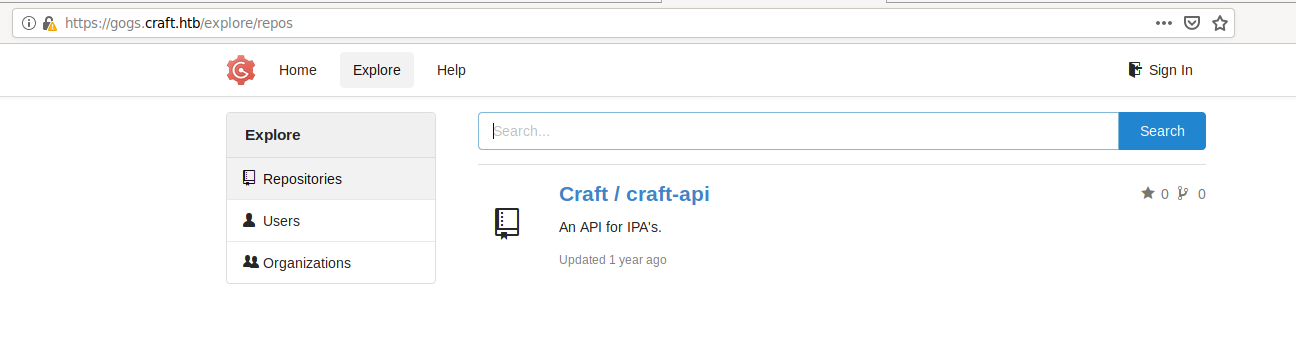 https://gogs.craft.htb/explore/repos
Home Explore Help Sign In
Explore
Repositories
Users
Organizations
Search... Search
Craft / craft-api 0 0
An API for IPA's.
Updated 1 year ago